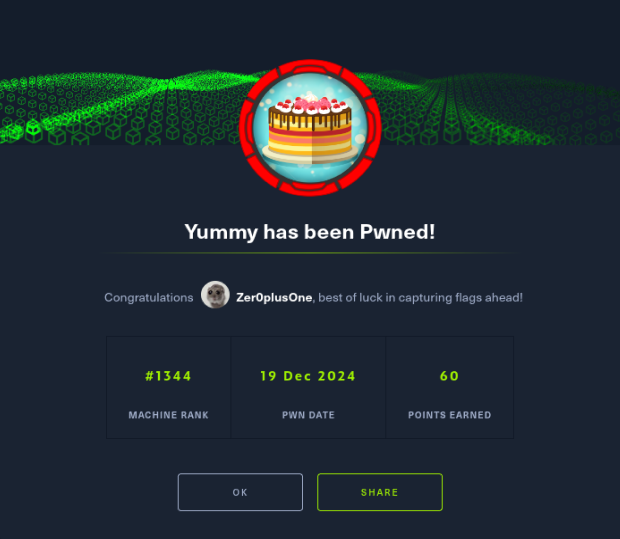 Yummy has been Pwned!
Congratulations Zer0plusOne, best of luck in capturing flags ahead!
#1344 19 Dec 2024 60
MACHINE RANK PWN DATE POINTS EARNED
OK SHARE